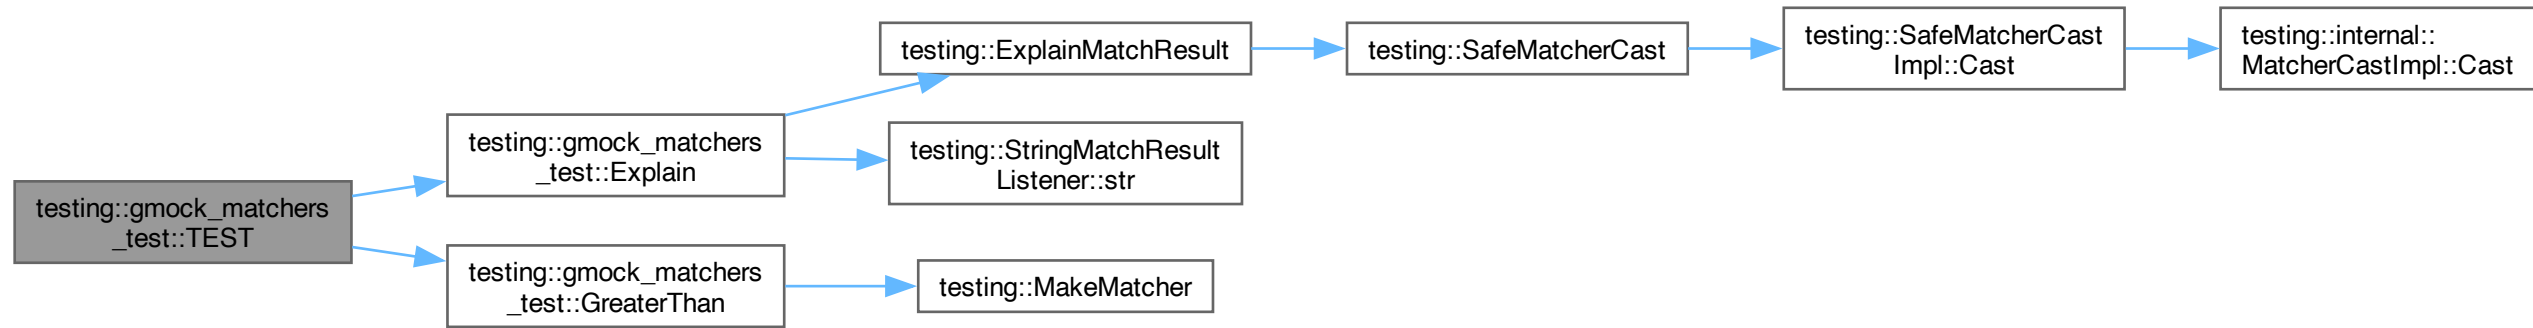 testing::gmock_matchers
_test::TEST
testing::gmock_matchers
_test::Explain
testing::ExplainMatchResult
testing::SafeMatcherCast
testing::SafeMatcherCast
Impl::Cast
testing::internal::
MatcherCastImpl::Cast
testing::StringMatchResult
Listener::str
testing::gmock_matchers
_test::GreaterThan
testing::MakeMatcher